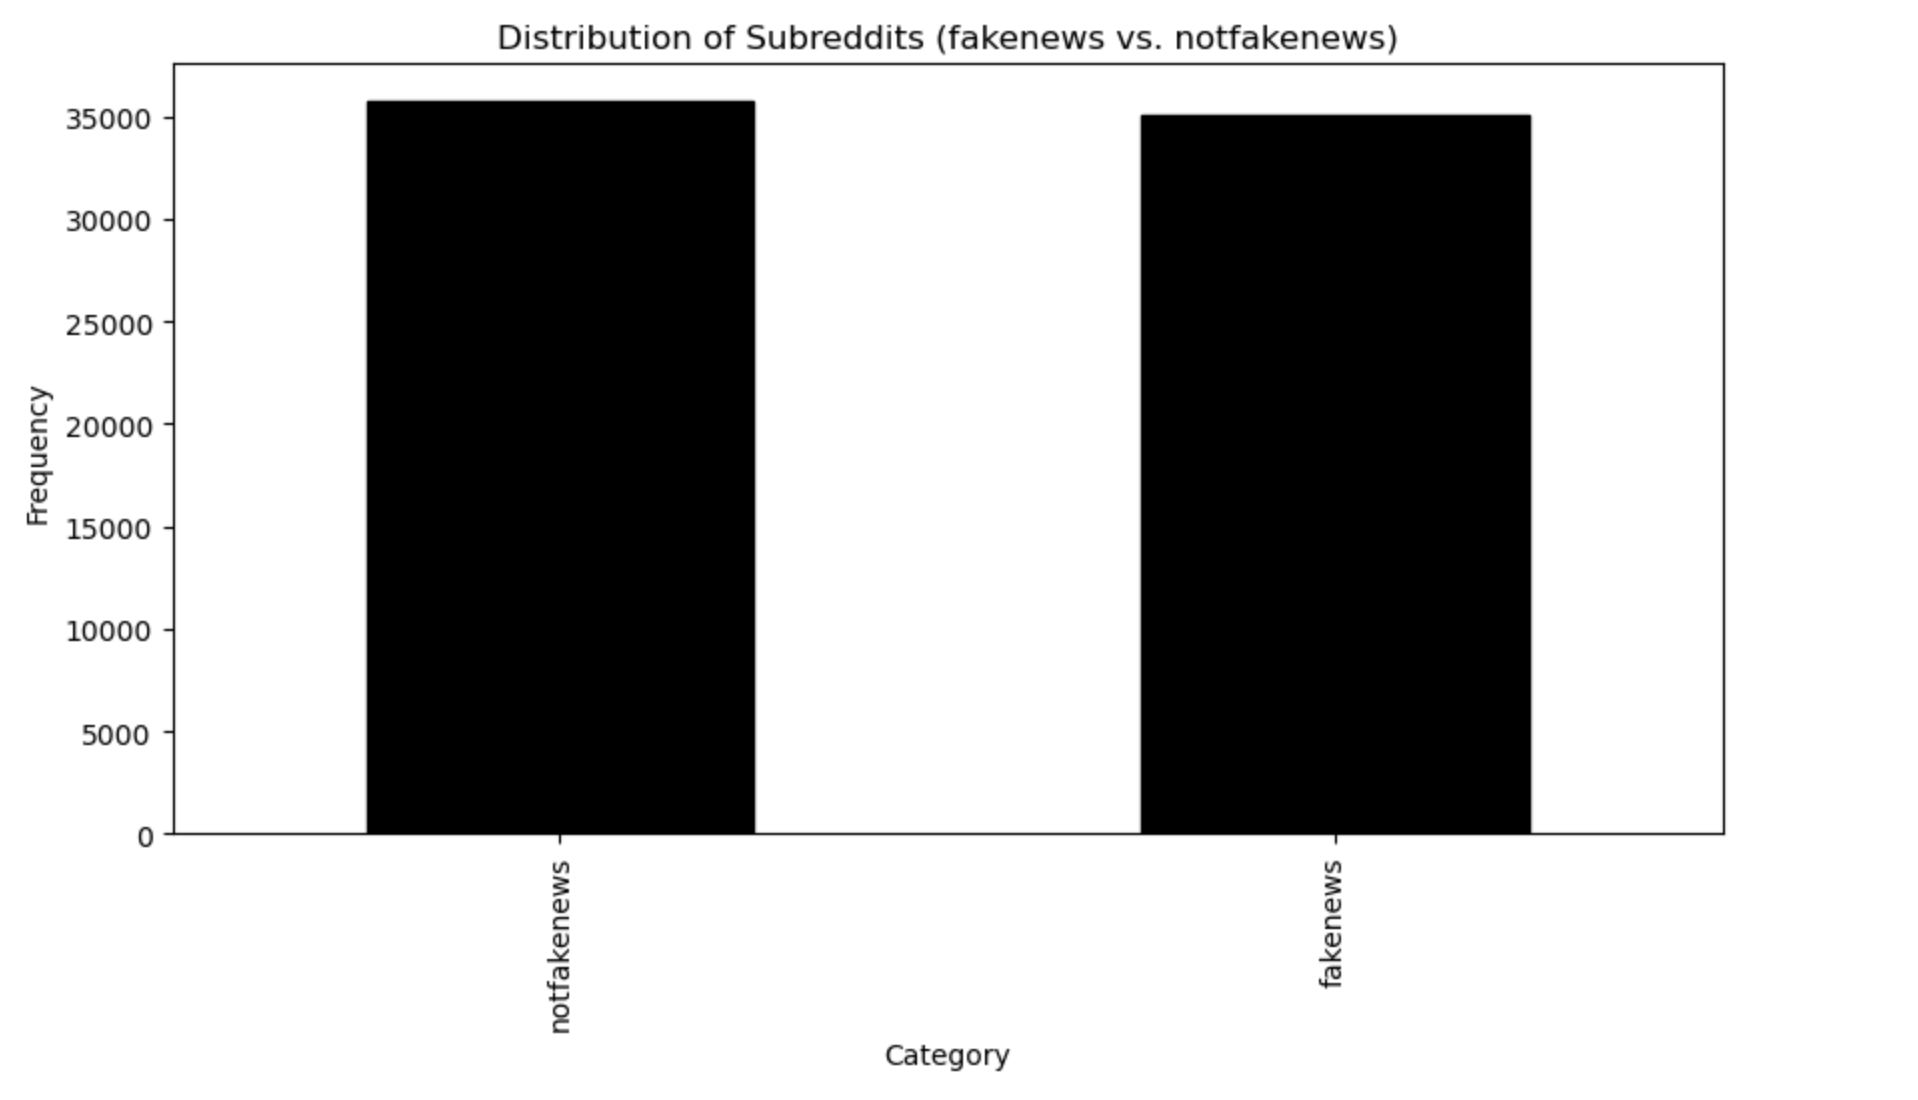 Distribution of Subreddits (fakenews vs. notfakenews)
35000
30000
25000
20000
15000
10000
5000
0
Frequency
notfakenews
fakenews
Category